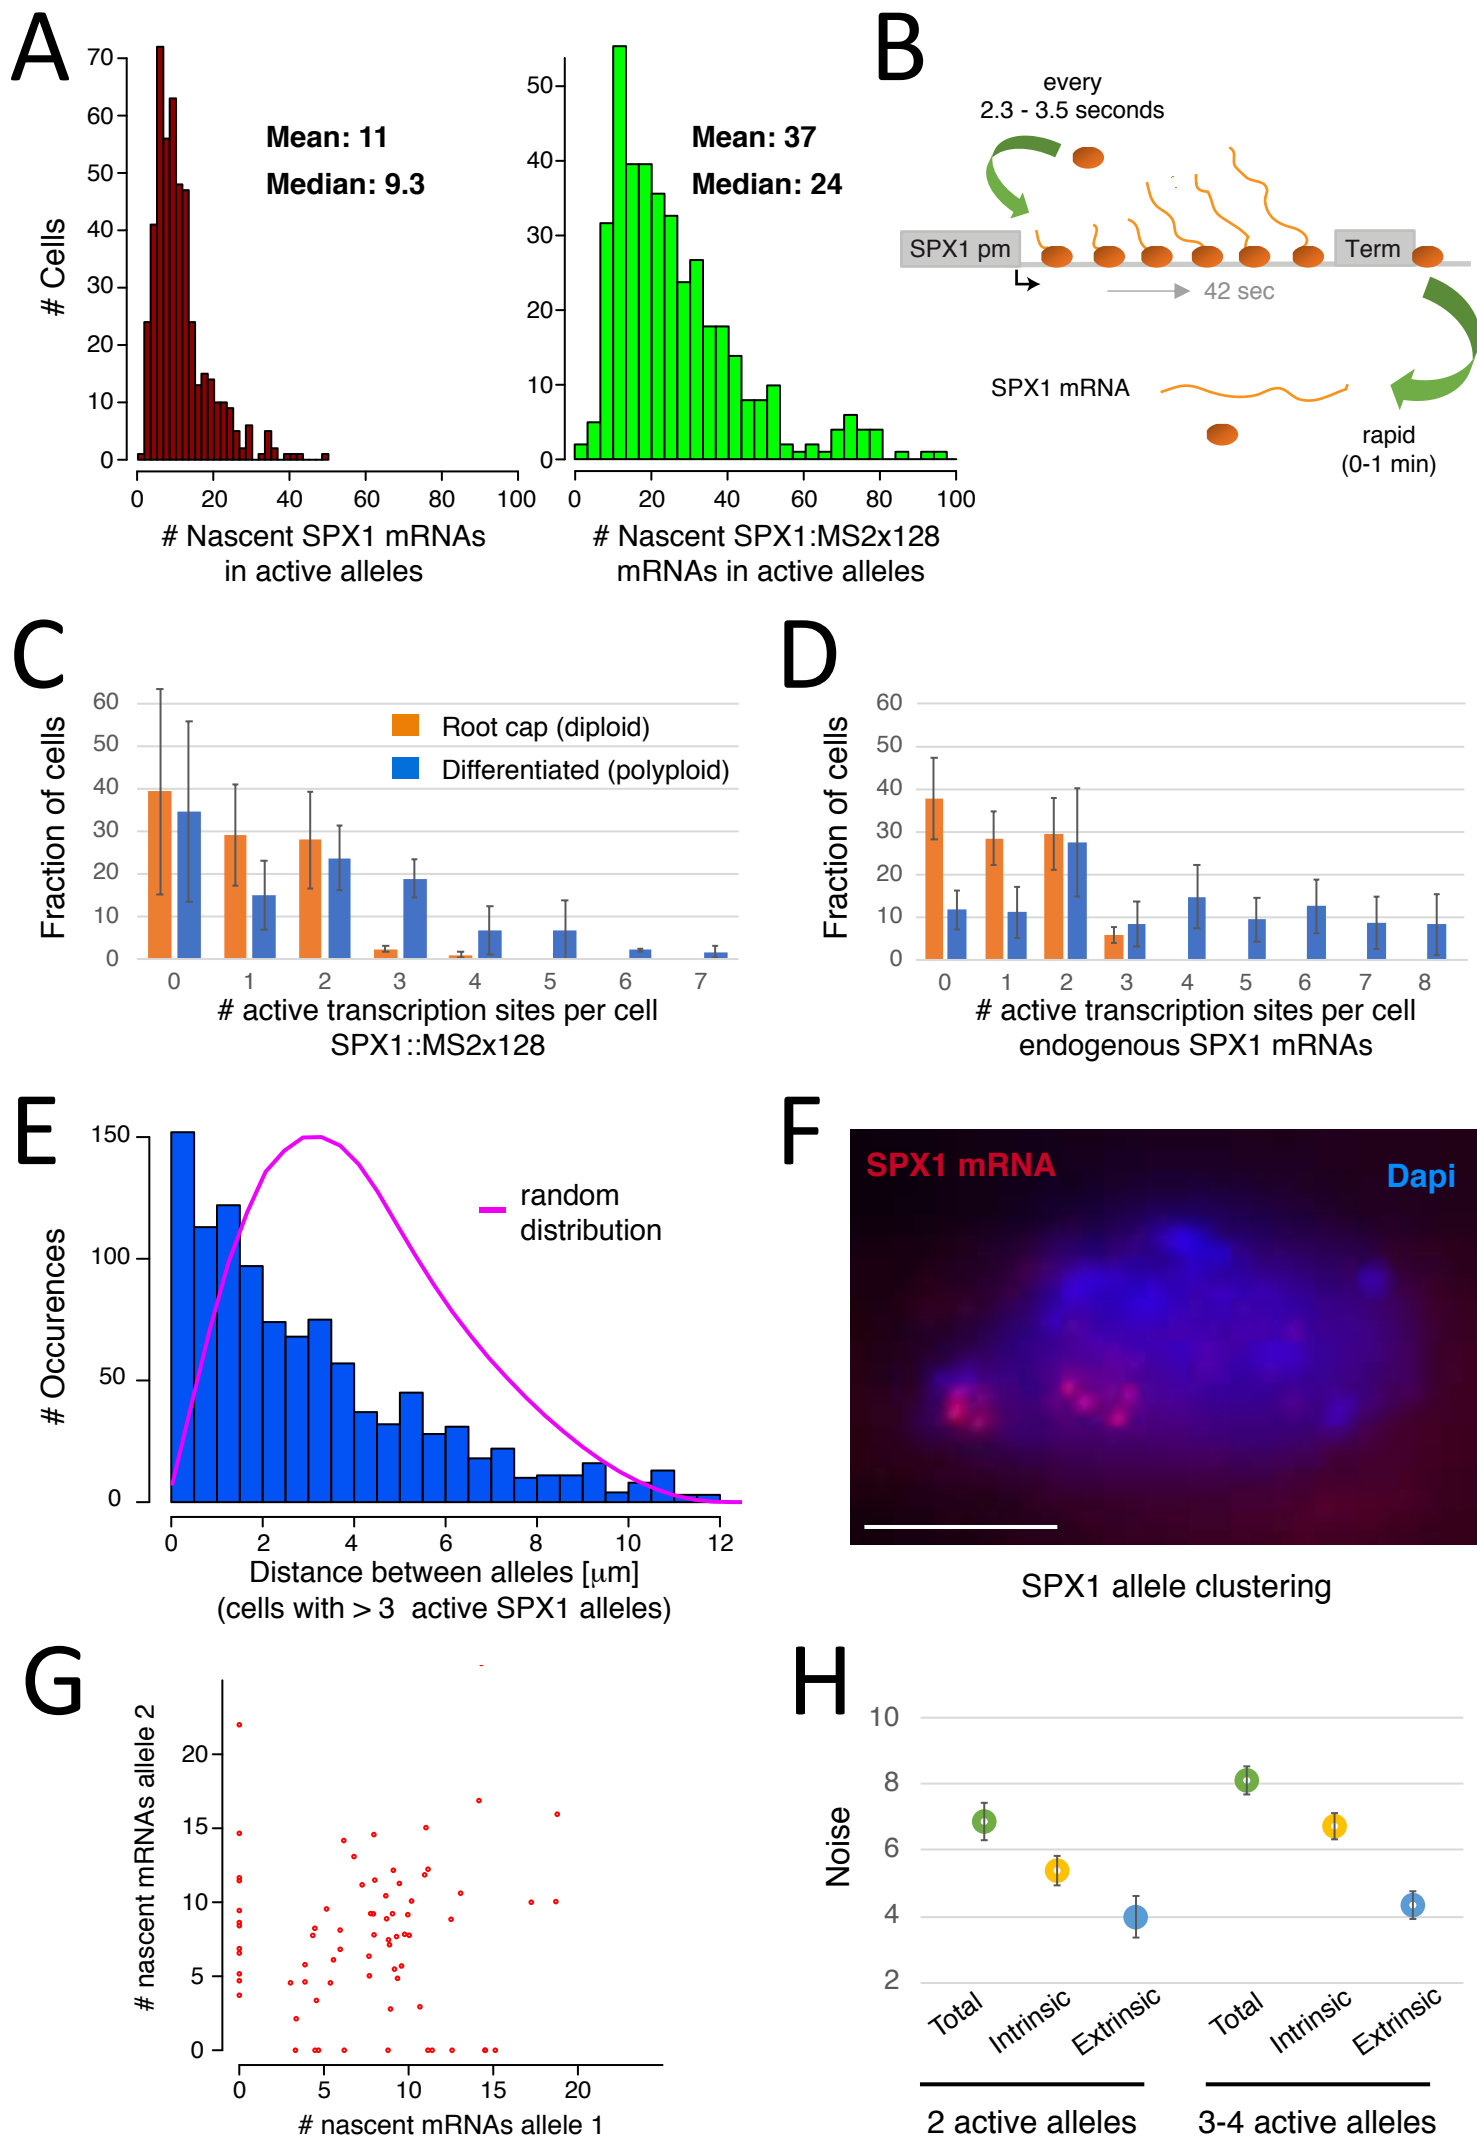 A
70
60
50
40
30
20
10
0
# Cells
Mean: 11
Median: 9.3
0 20 40 60 80 100
# Nascent SPX1 mRNAs
in active alleles
50
40
30
20
10
0
Mean: 37
Median: 24
0 20 40 60 80 100
# Nascent SPX1:MS2x128
mRNAs in active alleles
B
every
2.3 - 3.5 seconds
SPX1 pm
Term
42 sec
SPX1 mRNA
rapid
(0-1 min)
C
60
50
40
30
20
10
0
Fraction of cells
Root cap (diploid)
Differentiated (polyploid)
0 1 2 3 4 5 6 7
# active transcription sites per cell
SPX1::MS2x128
D
60
50
40
30
20
10
0
Fraction of cells
0 1 2 3 4 5 6 7 8
# active transcription sites per cell
endogenous SPX1 mRNAs
E
150
100
50
0
# Occurences
random
distribution
0 2 4 6 8 10 12
Distance between alleles [μm]
(cells with > 3 active SPX1 alleles)
F
SPX1 mRNA
Dapi
SPX1 allele clustering
G
# nascent mRNAs allele 2
20
15
10
5
0
0 5 10 15 20
# nascent mRNAs allele 1
H
10
8
6
4
2
Noise
Total
Intrinsic
Extrinsic
Total
Intrinsic
Extrinsic
2 active alleles
3-4 active alleles